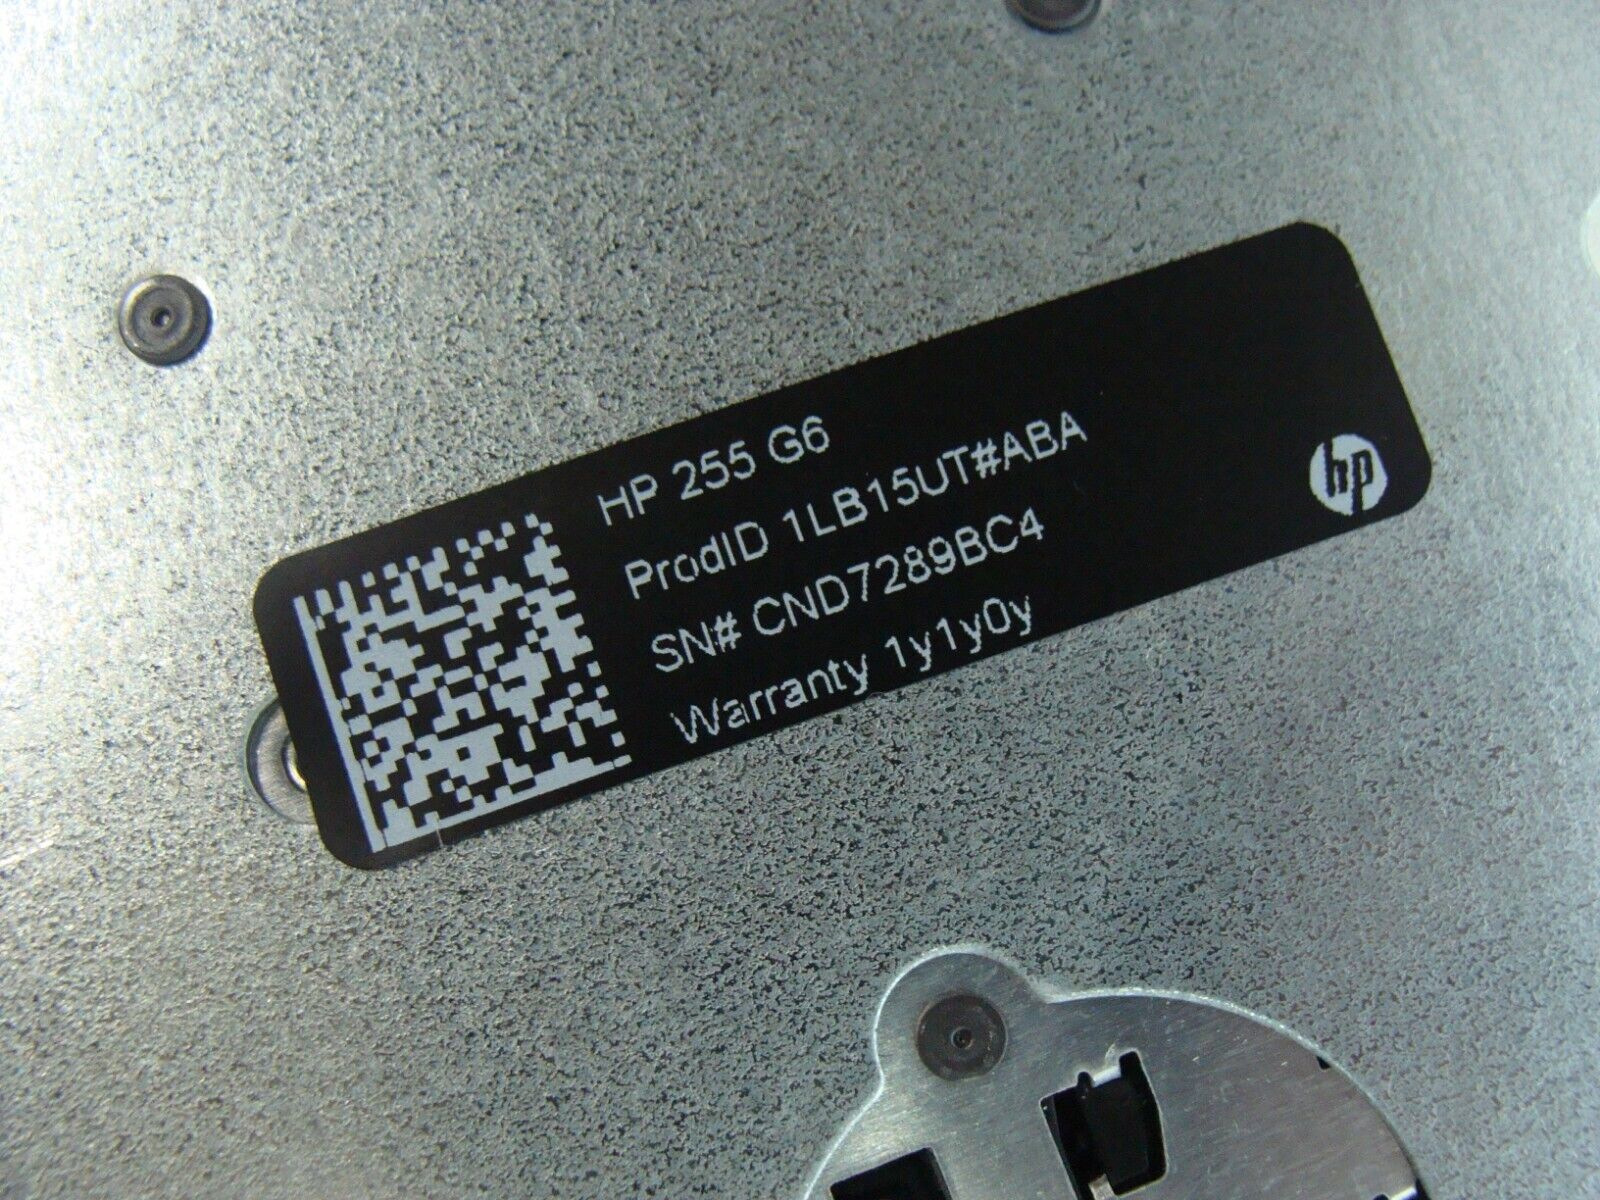 HP 255 G6
ProdID 1LB15UT#ABA
SN# CND7289BC4
Warranty 1y1y0y
hp